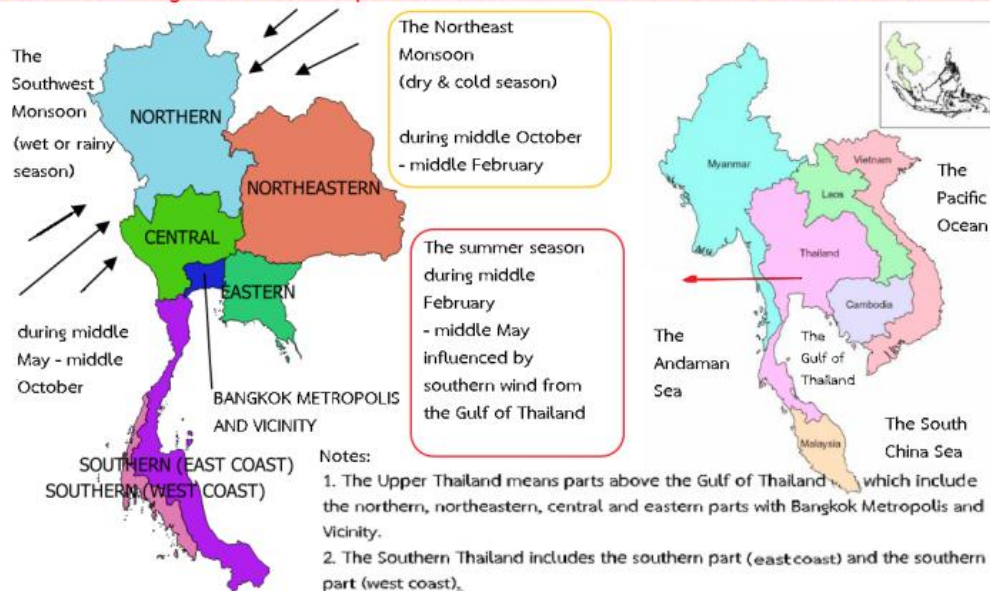 The
Southwest
Monsoon
(wet or rainy
season)
NORTHERN
NORTHEASTERN
CENTRAL
EASTERN
during middle
May - middle
October
BANGKOK METROPOLIS
AND VICINITY
SOUTHERN (EAST COAST)
SOUTHERN (WEST COAST)
The Northeast
Monsoon
(dry & cold season)
during middle October
- middle February
The summer season
during middle
February
- middle May
influenced by
southern wind from
the Gulf of Thailand
Myanmar
Vietnam
Laos
Thailand
Cambodia
Malaysia
The
Pacific
Ocean
The
Andaman
Sea
The
Gulf of
Thailand
The South
China Sea
Notes:
1. The Upper Thailand means parts above the Gulf of Thailand which include
the northern, northeastern, central and eastern parts with Bangkok Metropolis and
Vicinity.
2. The Southern Thailand includes the southern part (east coast) and the southern
part (west coast).